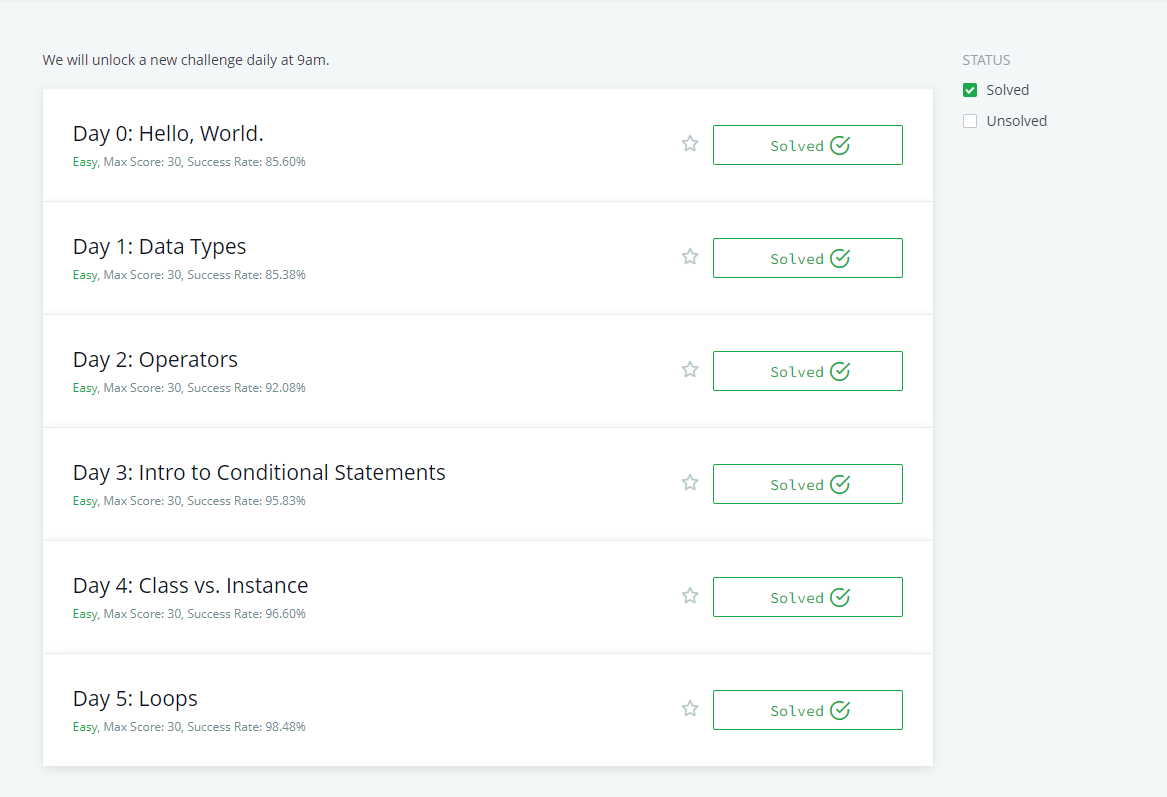 We will unlock a new challenge daily at 9am.
STATUS
Solved
Unsolved
Day 0: Hello, World.
Easy, Max Score: 30, Success Rate: 85.60%
Solved
Day 1: Data Types
Easy, Max Score: 30, Success Rate: 85.38%
Solved
Day 2: Operators
Easy, Max Score: 30, Success Rate: 92.08%
Solved
Day 3: Intro to Conditional Statements
Easy, Max Score: 30, Success Rate: 95.83%
Solved
Day 4: Class vs. Instance
Easy, Max Score: 30, Success Rate: 96.60%
Solved
Day 5: Loops
Easy, Max Score: 30, Success Rate: 98.48%
Solved